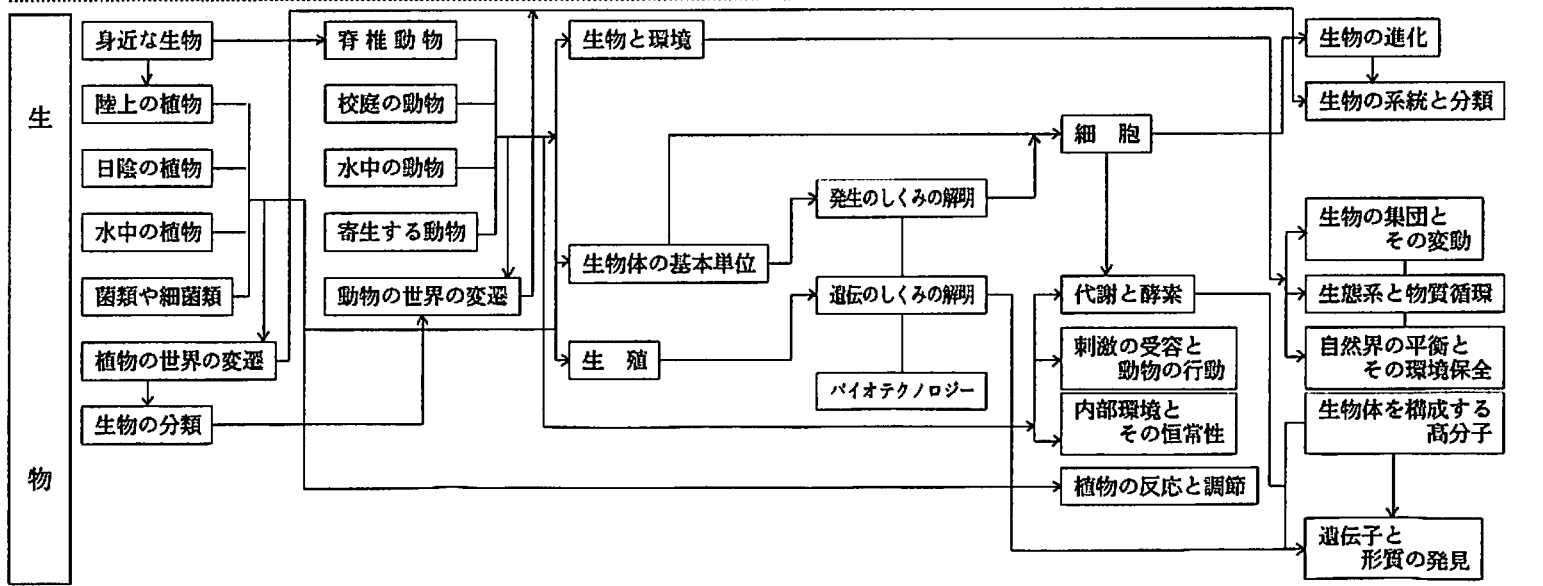 生
物
身近な生物
陸上の植物
日陰の植物
水中の植物
菌類や細菌類
植物の世界の変遷
生物の分類
脊椎動物
校庭の動物
水中の動物
寄生する動物
動物の世界の変遷
生物と環境
生物体の基本単位
生殖
発生のしくみの解明
遺伝のしくみの解明
バイオテクノロジー
細胞
代謝と酵素
刺激の受容と
動物の行動
内部環境と
その恒常性
植物の反応と調節
生物の進化
生物の系統と分類
生物の集団と
その変動
生態系と物質循環
自然界の平衡と
その環境保全
生物体を構成する
高分子
遺伝子と
形質の発見